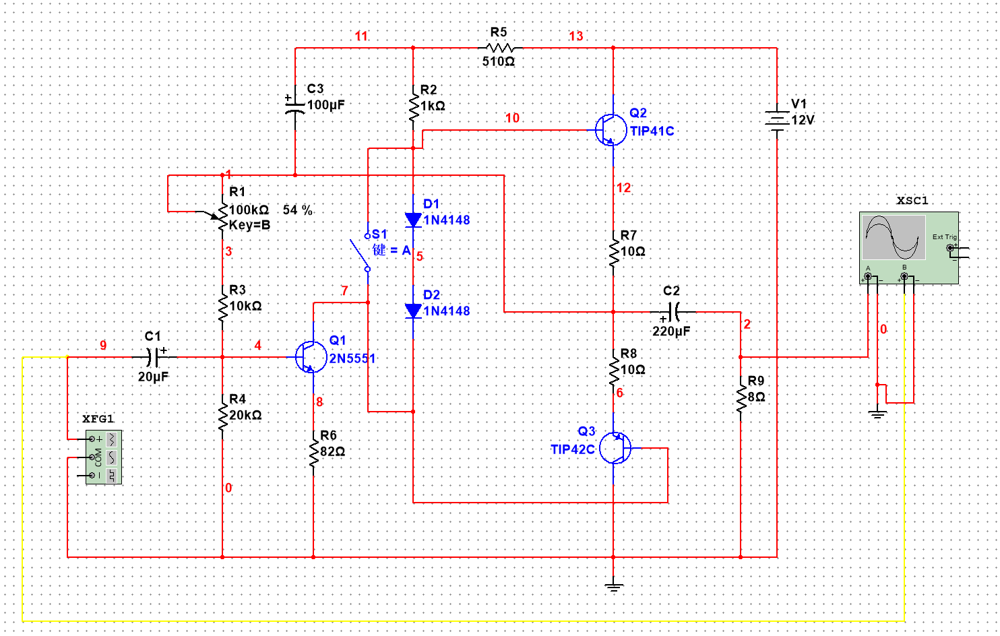 11
R5
510Ω
13
C3
100µF
R2
1kΩ
10
Q2
TIP41C
V1
12V
1
R1
100kΩ
54 %
Key=B
D1
1N4148
12
XSC1
S1
键 = A
5
R7
10Ω
Ext Trig
A
B
3
R3
10kΩ
7
D2
1N4148
C2
220µF
2
0
9
C1
20µF
4
Q1
2N5551
R8
10Ω
8
6
R9
8Ω
R4
20kΩ
XFG1
COM
R6
82Ω
Q3
TIP42C
0